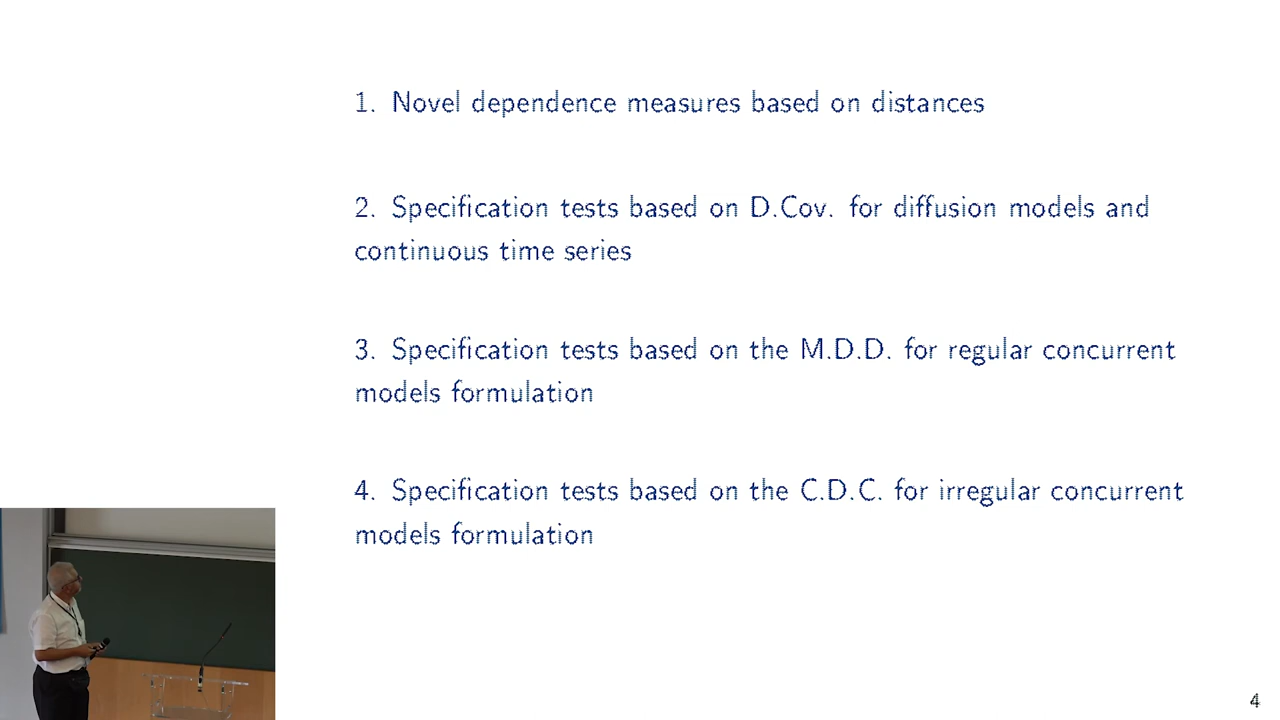 1. Novel dependence measures based on distances
2. Specification tests based on D.Cov. for diffusion models and
continuous time series
3. Specification tests based on the M.D.D. for regular concurrent
models formulation
4. Specification tests based on the C.D.C. for irregular concurrent
models formulation
4